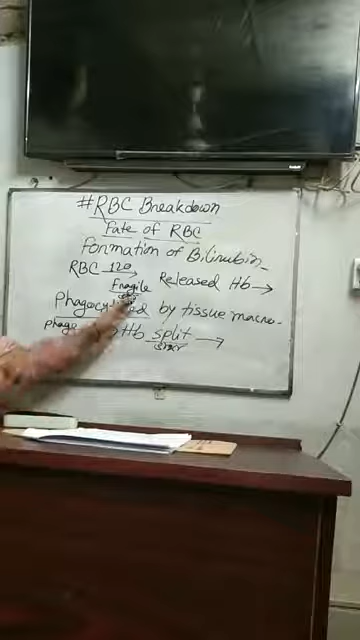 #RBC Breakdown
Fate of RBC
Formation of Bilirubin
RBC 120 →
Fragile Released Hb →
Phagocy ed by tissue macro-
phago Hb split →